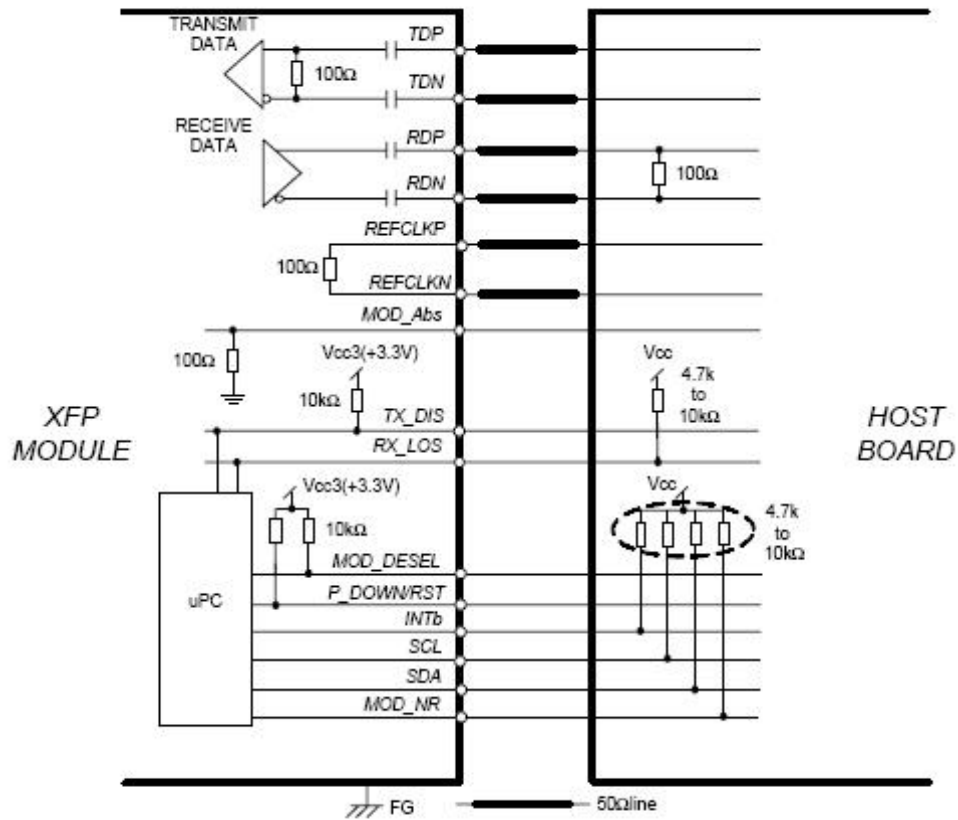 TRANSMIT
DATA
TDP
100Ω
TDN
RECEIVE
DATA
RDP
100Ω
RDN
REFCLKP
100Ω
REFCLKN
MOD_Abs
100Ω
Vcc3(+3.3V)
10kΩ
TX_DIS
RX_LOS
Vcc
4.7k
to
10kΩ
XFP
MODULE
HOST
BOARD
Vcc3(+3.3V)
10kΩ
Vcc
4.7k
to
10kΩ
MOD_DESEL
P_DOWN/RST
uPC
INTb
SCL
SDA
MOD_NR
FG
50Ωline